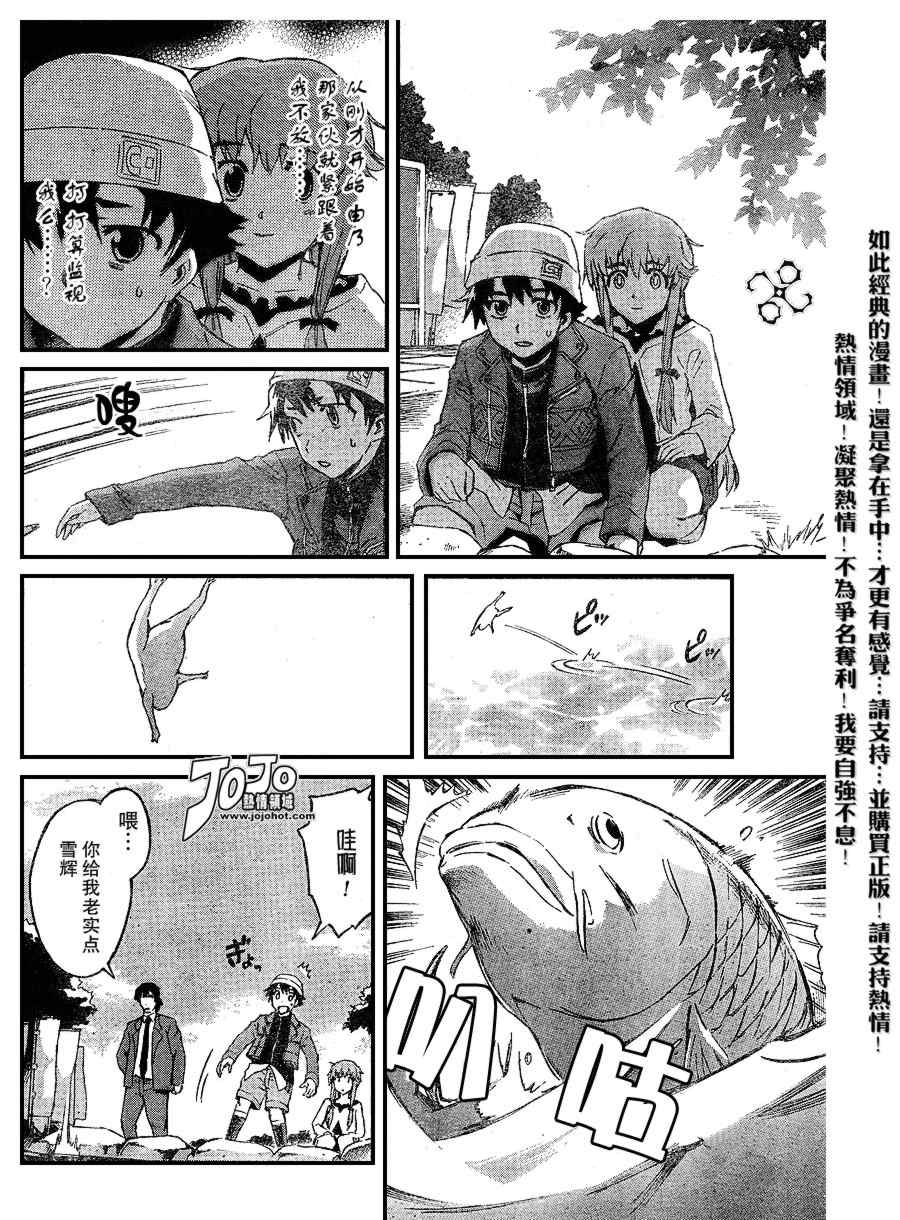 从刚才开始由乃
那家伙就紧跟着
我不放……
打打算监视
我么……?
嗖
ピッ
ピッ
哇啊!
喂…
你给我老实点
雪辉
ぎょっ
叭
咕
JOJO
熱情領域
www.jojohot.com
如此經典的漫畫!還是拿在手中…才更有感覺…請支持…並購買正版!請支持熱情!
熱情領域!凝聚熱情!不為爭名奪利!我要自強不息!